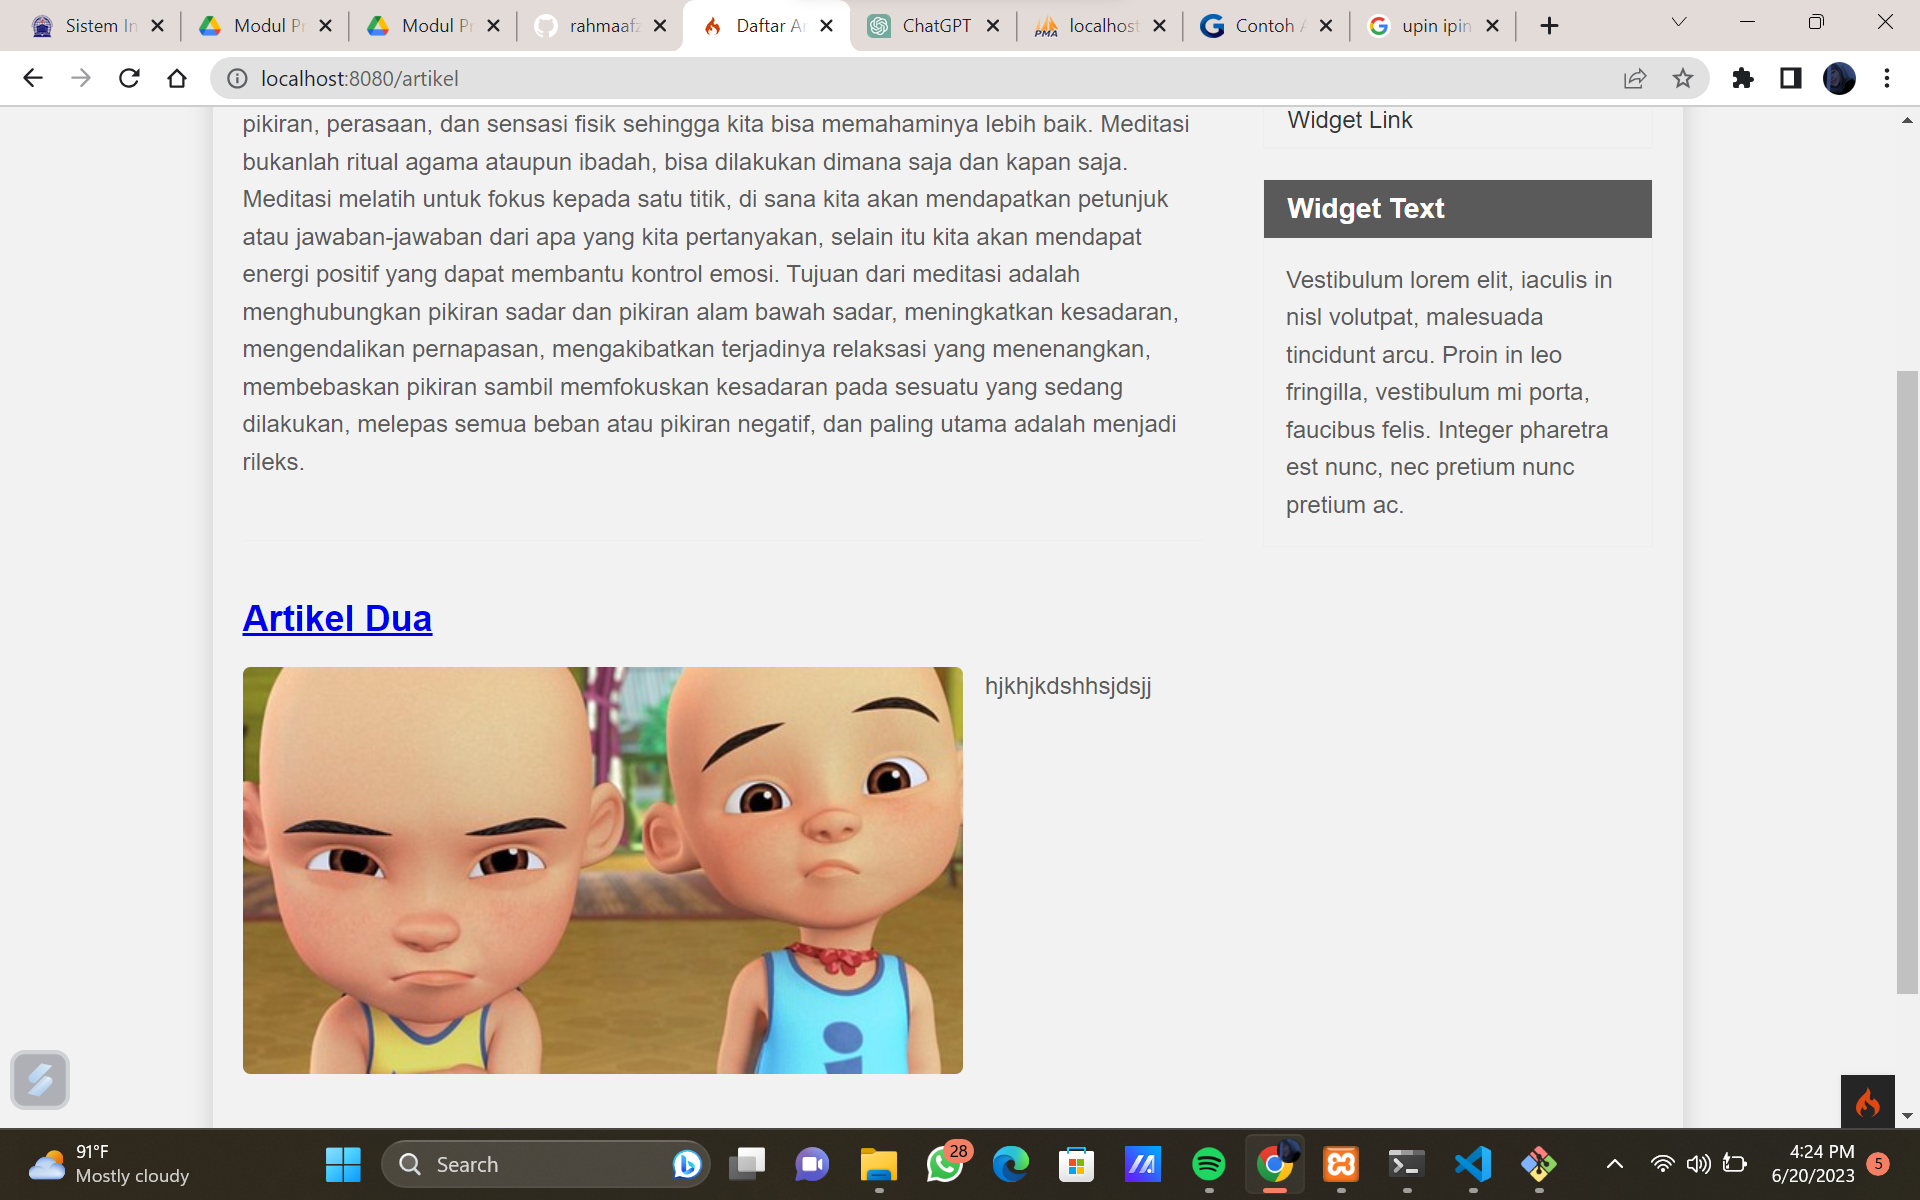 Sistem In
Modul Pr
Modul Pr
rahmaafz
Daftar Ar
ChatGPT
localhost
Contoh A
upin ipin
localhost:8080/artikel
pikiran, perasaan, dan sensasi fisik sehingga kita bisa memahaminya lebih baik. Meditasi
bukanlah ritual agama ataupun ibadah, bisa dilakukan dimana saja dan kapan saja.
Meditasi melatih untuk fokus kepada satu titik, di sana kita akan mendapatkan petunjuk
atau jawaban-jawaban dari apa yang kita pertanyakan, selain itu kita akan mendapat
energi positif yang dapat membantu kontrol emosi. Tujuan dari meditasi adalah
menghubungkan pikiran sadar dan pikiran alam bawah sadar, meningkatkan kesadaran,
mengendalikan pernapasan, mengakibatkan terjadinya relaksasi yang menenangkan,
membebaskan pikiran sambil memfokuskan kesadaran pada sesuatu yang sedang
dilakukan, melepas semua beban atau pikiran negatif, dan paling utama adalah menjadi
rileks.
Widget Link
Widget Text
Vestibulum lorem elit, iaculis in
nisl volutpat, malesuada
tincidunt arcu. Proin in leo
fringilla, vestibulum mi porta,
faucibus felis. Integer pharetra
est nunc, nec pretium nunc
pretium ac.
Artikel Dua
hjkhjkdshhsjdsjj
91°F
Mostly cloudy
Search
28
4:24 PM
6/20/2023
5